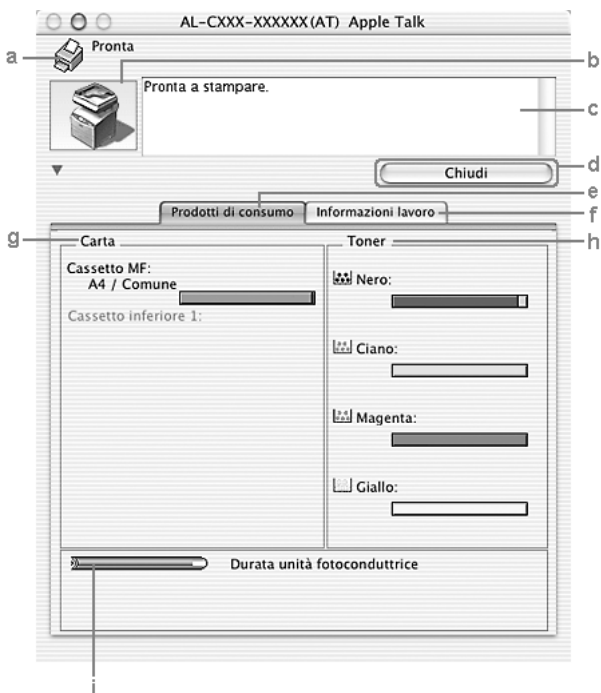 AL-CXXX-XXXXXX(AT) Apple Talk
a
Pronta
b
Pronta a stampare.
c
d
Chiudi
e
Prodotti di consumo
Informazioni lavoro
f
g
Carta
Toner
h
Cassetto MF:
A4 / Comune
Cassetto inferiore 1:
Nero:
Ciano:
Magenta:
Giallo:
Durata unità fotoconduttrice
i